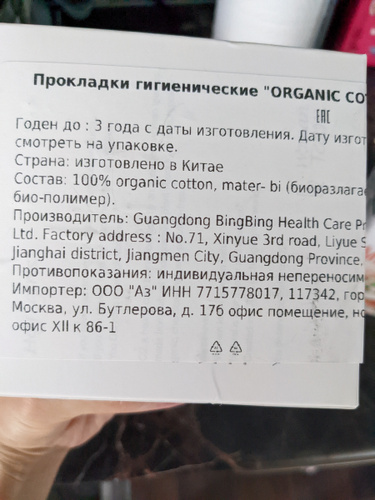 Прокладки гигиенические "ORGANIC CO
EAC
Годен до : 3 года с даты изготовления. Дату изгот
смотреть на упаковке.
Страна: изготовлено в Китае
Состав: 100% organic cotton, mater- bi (биоразлага
био-полимер).
Производитель: Guangdong BingBing Health Care Pr
Ltd. Factory address : No.71, Xinyue 3rd road, Liyue S
Jianghai district, Jiangmen City, Guangdong Province,
Противопоказания: индивидуальная непереносим
Импортер: ООО "Аз" ИНН 7715778017, 117342, гор
Москва, ул. Бутлерова, д. 17б офис помещение, но
офис XII к 86-1